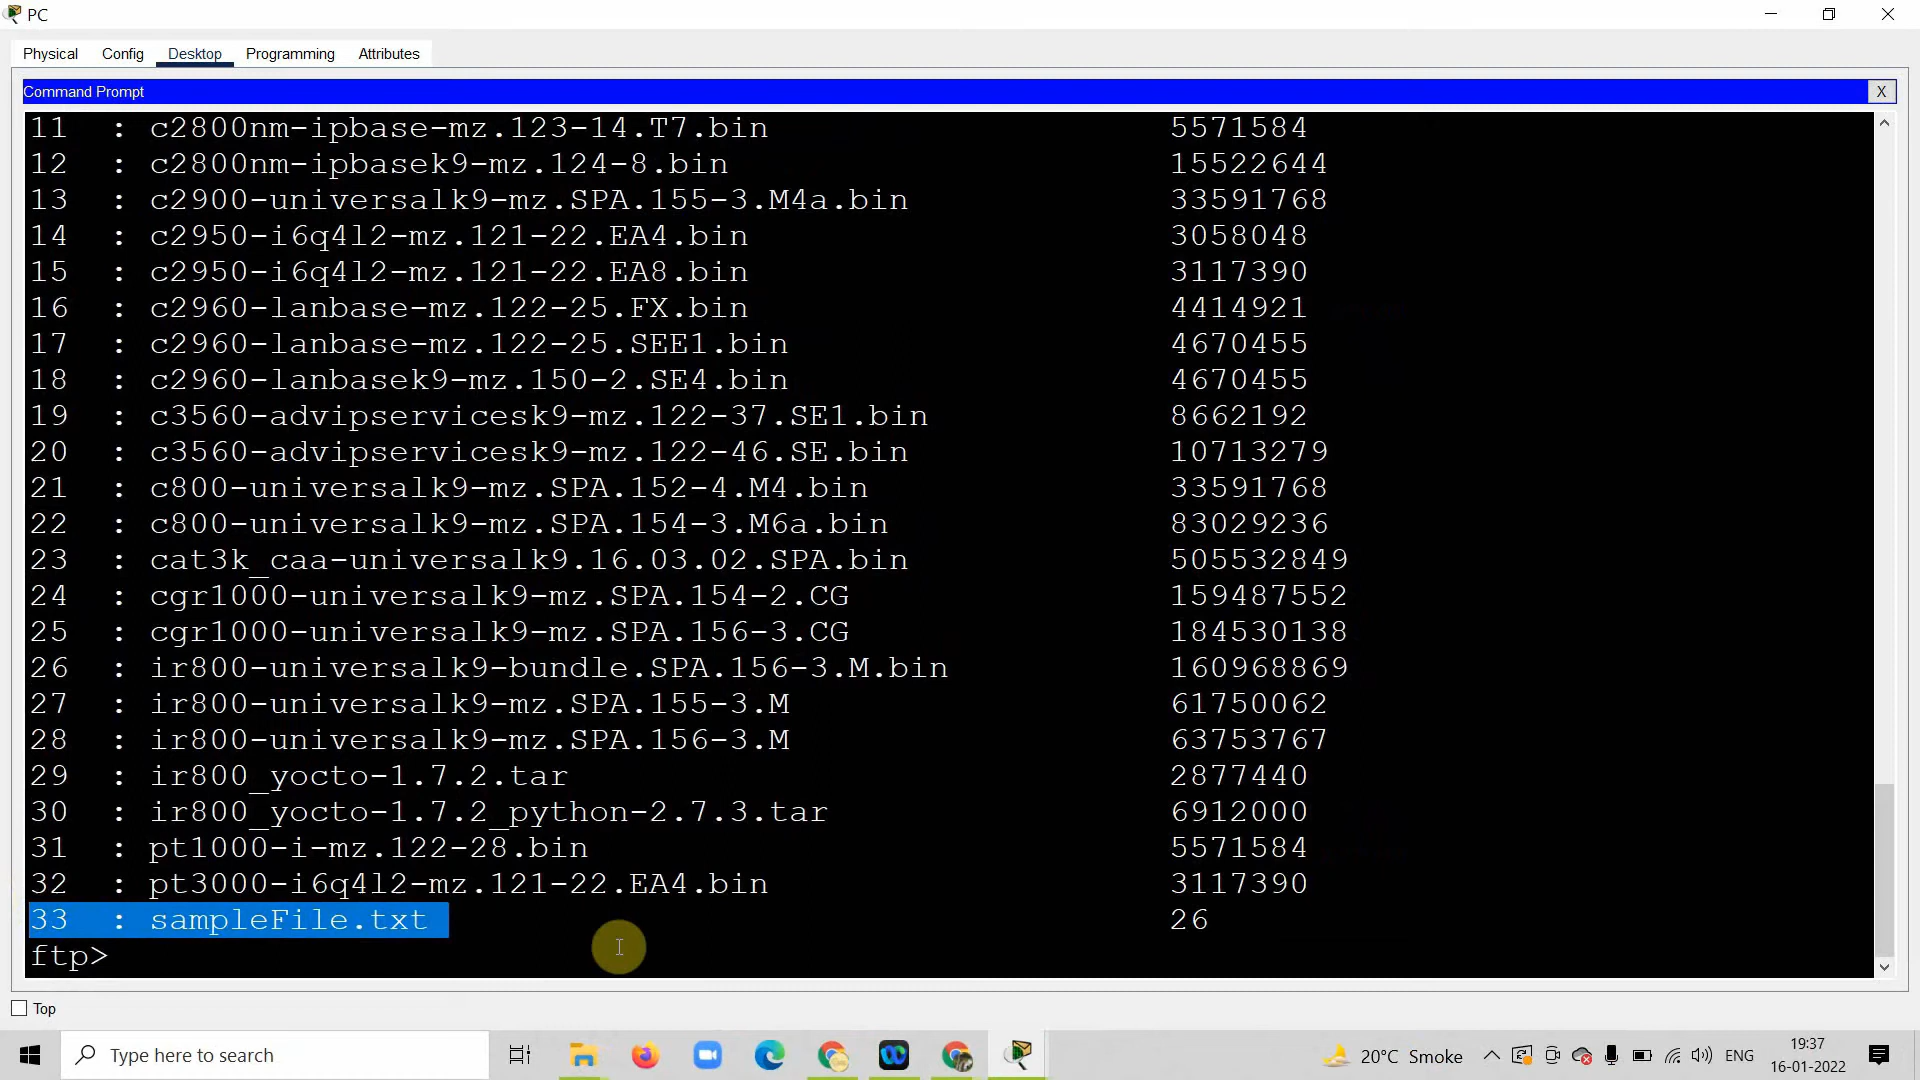 PC
Physical Config Desktop Programming Attributes
Command Prompt X
11 : c2800nm-ipbase-mz.123-14.T7.bin 5571584
12 : c2800nm-ipbasek9-mz.124-8.bin 15522644
13 : c2900-universalk9-mz.SPA.155-3.M4a.bin 33591768
14 : c2950-i6q4l2-mz.121-22.EA4.bin 3058048
15 : c2950-i6q4l2-mz.121-22.EA8.bin 3117390
16 : c2960-lanbase-mz.122-25.FX.bin 4414921
17 : c2960-lanbase-mz.122-25.SEE1.bin 4670455
18 : c2960-lanbasek9-mz.150-2.SE4.bin 4670455
19 : c3560-advipservicesk9-mz.122-37.SE1.bin 8662192
20 : c3560-advipservicesk9-mz.122-46.SE.bin 10713279
21 : c800-universalk9-mz.SPA.152-4.M4.bin 33591768
22 : c800-universalk9-mz.SPA.154-3.M6a.bin 83029236
23 : cat3k_caa-universalk9.16.03.02.SPA.bin 505532849
24 : cgr1000-universalk9-mz.SPA.154-2.CG 159487552
25 : cgr1000-universalk9-mz.SPA.156-3.CG 184530138
26 : ir800-universalk9-bundle.SPA.156-3.M.bin 160968869
27 : ir800-universalk9-mz.SPA.155-3.M 61750062
28 : ir800-universalk9-mz.SPA.156-3.M 63753767
29 : ir800_yocto-1.7.2.tar 2877440
30 : ir800_yocto-1.7.2_python-2.7.3.tar 6912000
31 : pt1000-i-mz.122-28.bin 5571584
32 : pt3000-i6q4l2-mz.121-22.EA4.bin 3117390
33 : sampleFile.txt 26
ftp>
Top
Type here to search 20°C Smoke ENG 19:37
16-01-2022